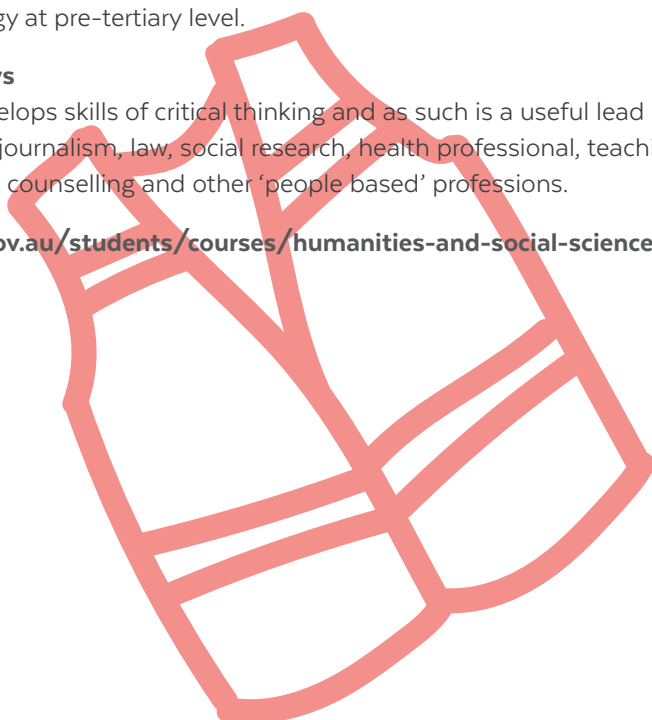 gy at pre-tertiary level.
ys
elops skills of critical thinking and as such is a useful lead
journalism, law, social research, health professional, teachi
counselling and other ‘people based’ professions.
ov.au/students/courses/humanities-and-social-science